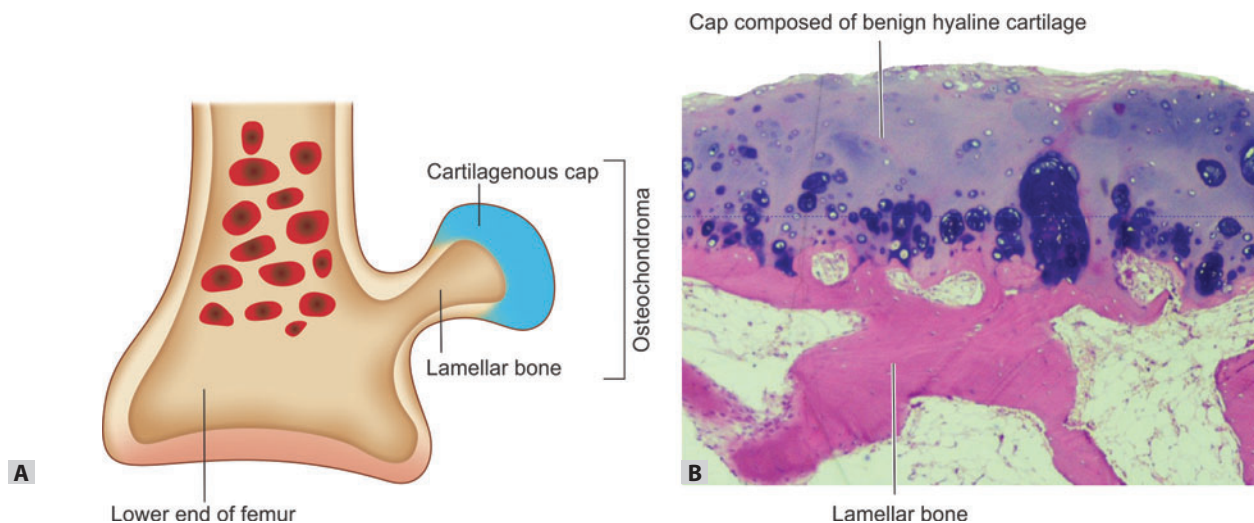 Cap composed of benign hyaline cartilage
Cartilagenous cap
Osteochondroma
Lamellar bone
A
B
Lower end of femur
Lamellar bone